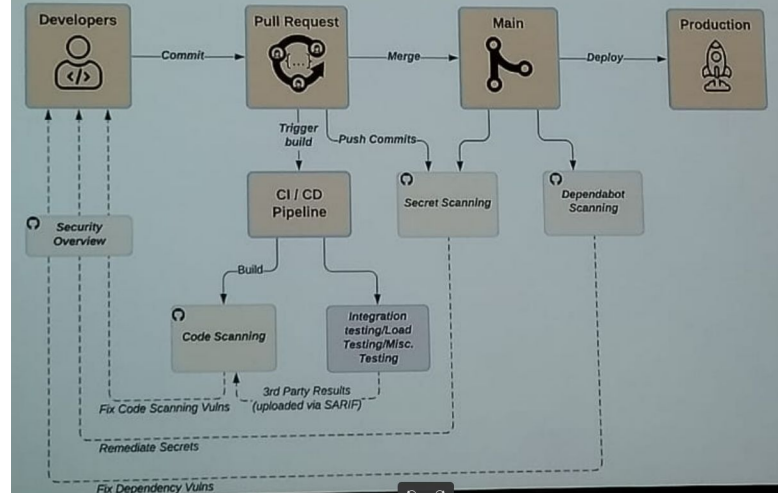 Developers
Pull Request
Main
Production
Commit
Merge
Deploy
{...}
</>
Trigger
build
Push Commits
CI / CD
Pipeline
Secret Scanning
Dependabot
Scanning
Security
Overview
Build
Code Scanning
Integration
testing/Load
Testing/Misc.
Testing
3rd Party Results
(uploaded via SARIF)
Fix Code Scanning Vulns
Remediate Secrets
Fix Dependency Vulns